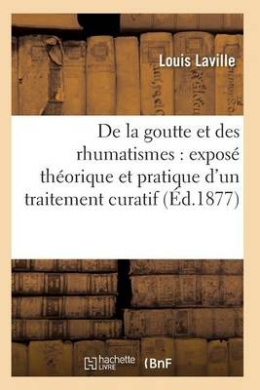 Louis Laville
De la goutte et des rhumatismes : exposé
théorique et pratique d'un traitement curatif
(Éd.1877)
hachette
LIVRE
{BnF